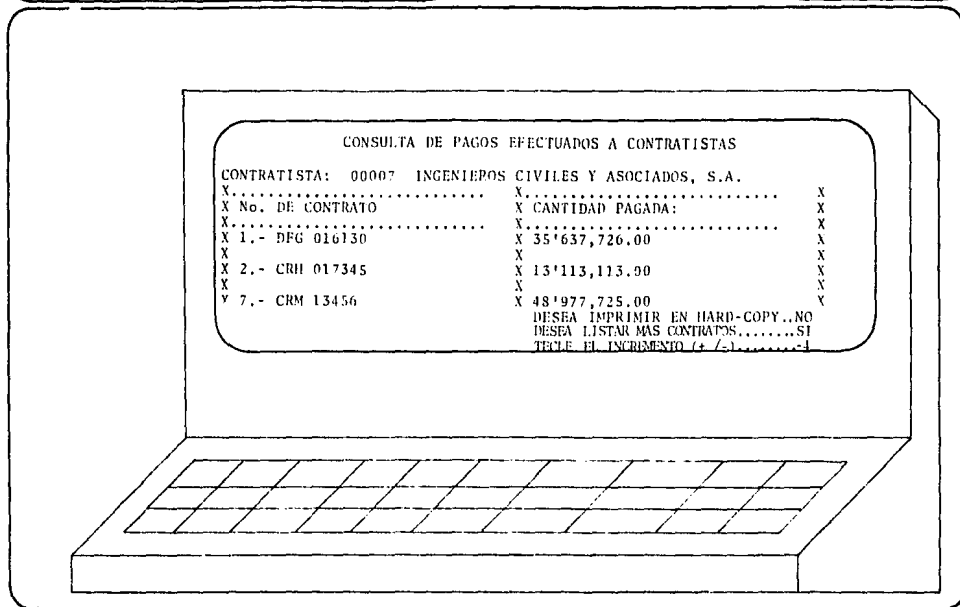 CONSULTA DE PAGOS EFECTUADOS A CONTRATISTAS
CONTRATISTA: 00007 INGENIEROS CIVILES Y ASOCIADOS, S.A.
X............................ X............................ X
X No. DE CONTRATO X CANTIDAD PAGADA: X
X............................ X............................ X
X 1.- DFG 016130 X 35'637,726.00 X
X X X
X 2.- CRH 017345 X 13'113,113.00 X
X X X
X 7.- CRM 13456 X 48'977,725.00 X
DESEA IMPRIMIR EN HARD-COPY..NO
DESEA LISTAR MAS CONTRATOS........SI
TECLE EL INCREMENTO (+ /-)........